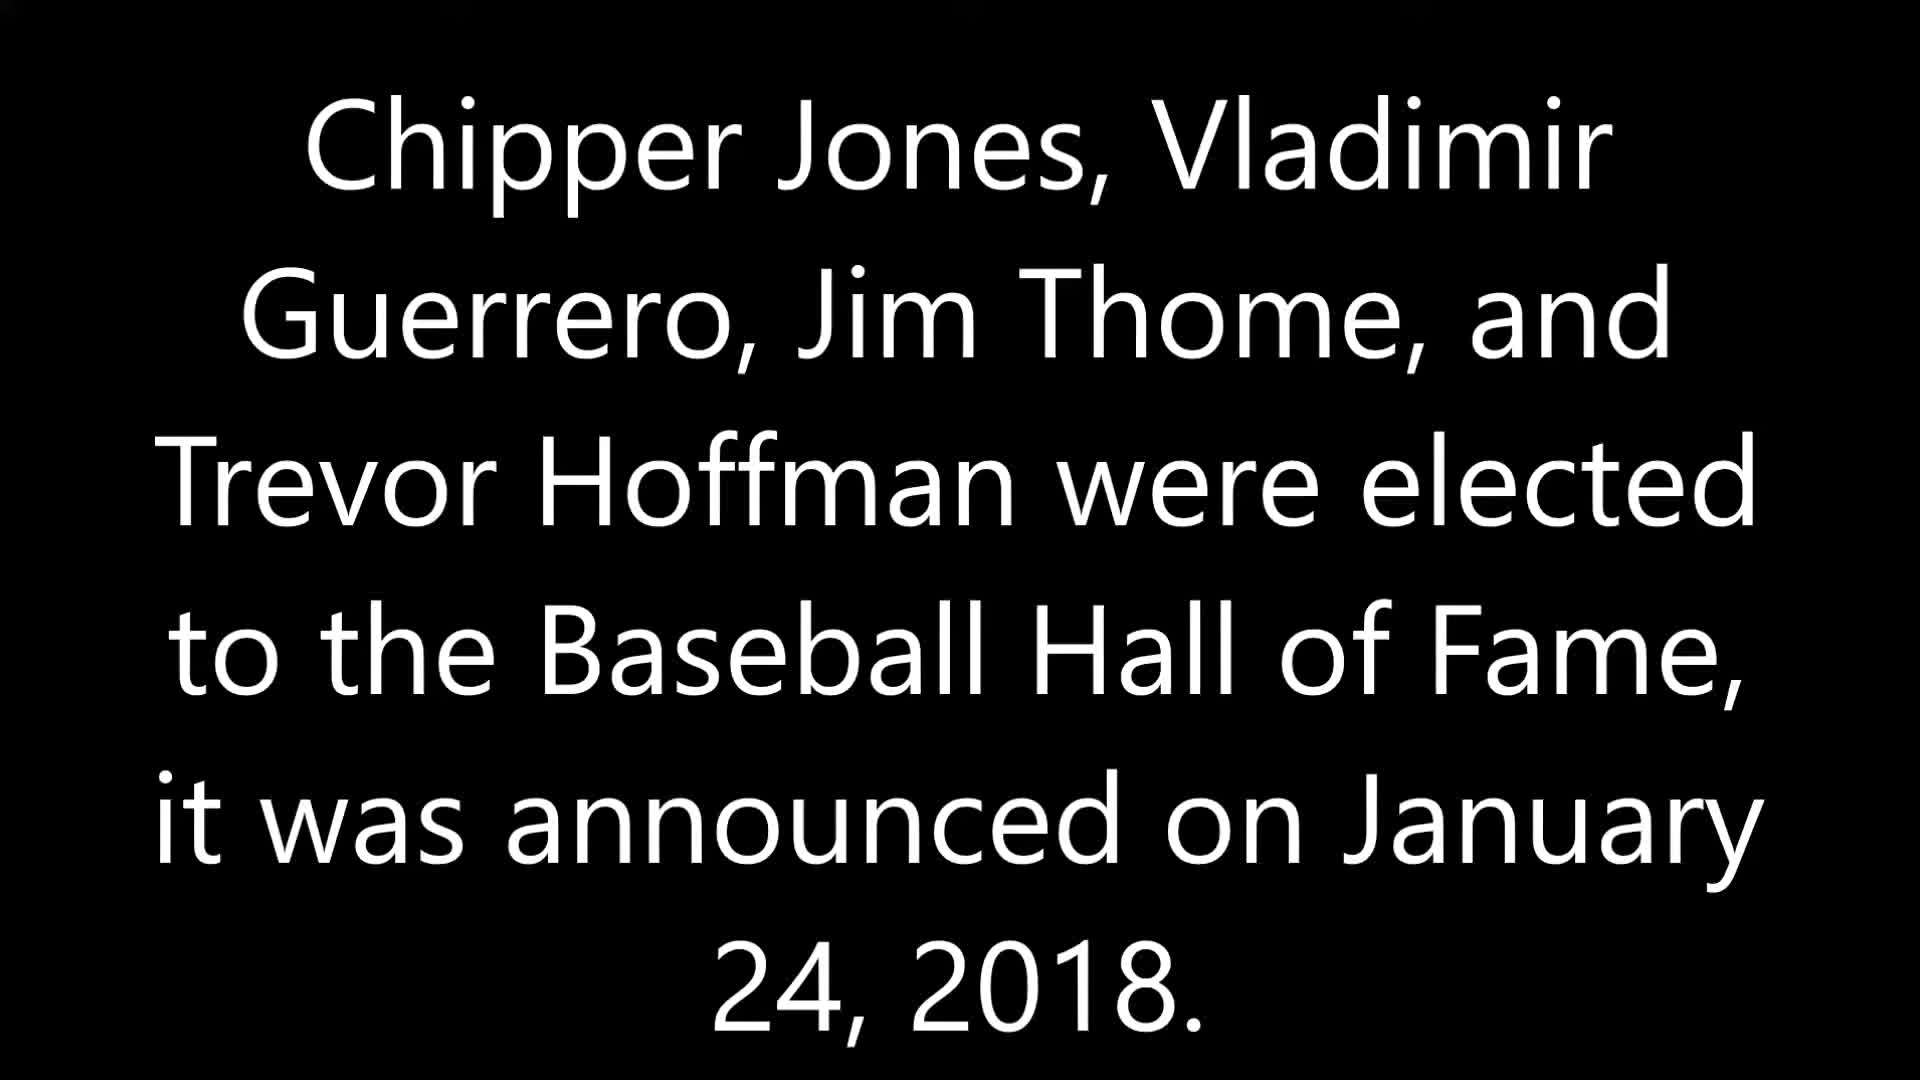 Chipper Jones, Vladimir
Guerrero, Jim Thome, and
Trevor Hoffman were elected
to the Baseball Hall of Fame,
it was announced on January
24, 2018.